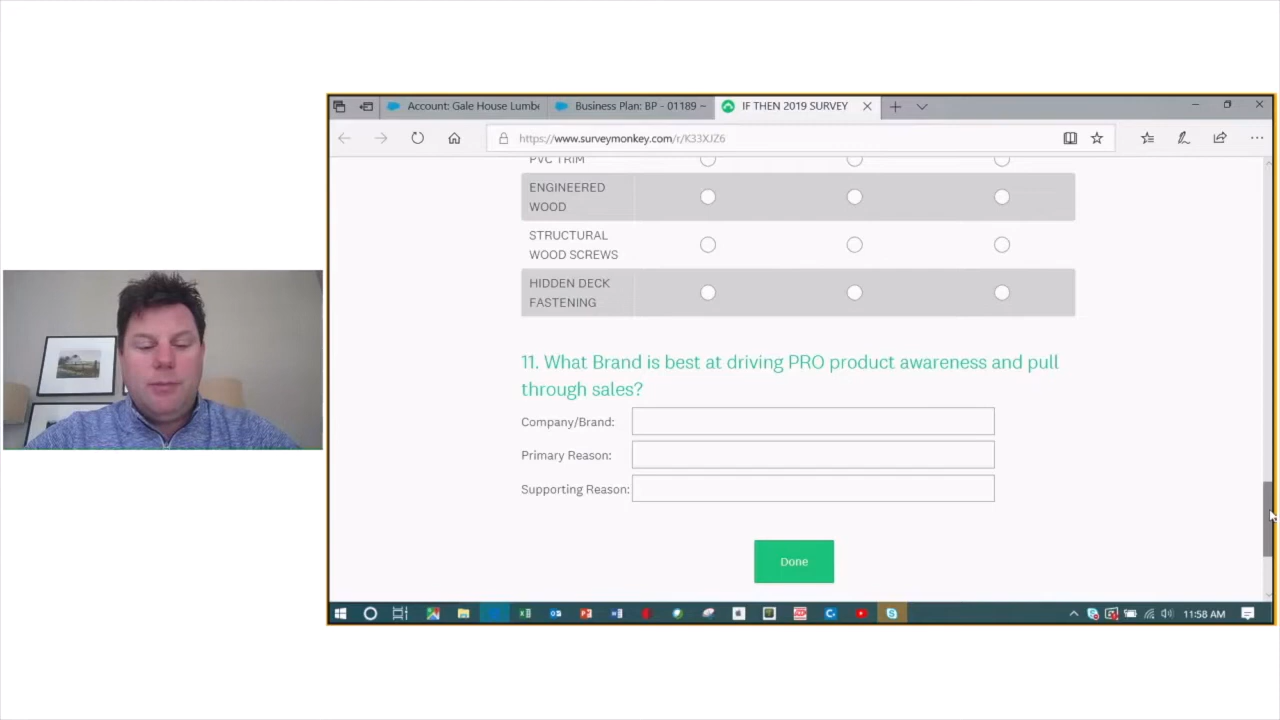 Account: Gale House Lumbe
Business Plan: BP - 01189 ~
IF THEN 2019 SURVEY
https://www.surveymonkey.com/r/K33XJZ6
PVC TRIM
ENGINEERED
WOOD
STRUCTURAL
WOOD SCREWS
HIDDEN DECK
FASTENING
11. What Brand is best at driving PRO product awareness and pull
through sales?
Company/Brand:
Primary Reason:
Supporting Reason:
Done
11:58 AM